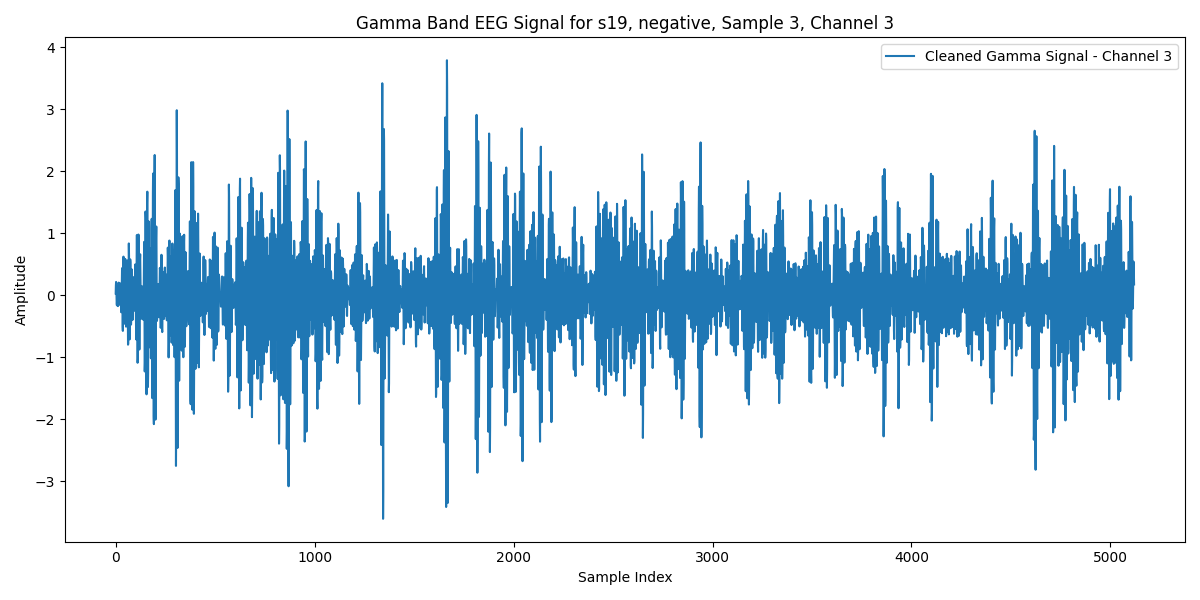 Gamma Band EEG Signal for s19, negative, Sample 3, Channel 3
Cleaned Gamma Signal - Channel 3
4
3
2
1
0
−1
−2
−3
Amplitude
0 1000 2000 3000 4000 5000
Sample Index